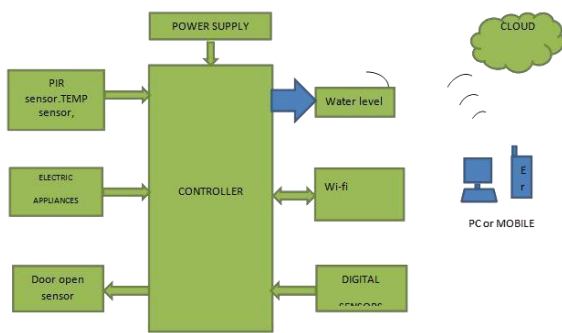 POWER SUPPLY
CLOUD
PIR
sensor.TEMP
sensor,
Water level
ELECTRIC
APPLIANCES
CONTROLLER
Wi-fi
E
r
PC or MOBILE
Door open
sensor
DIGITAL
SENSORS